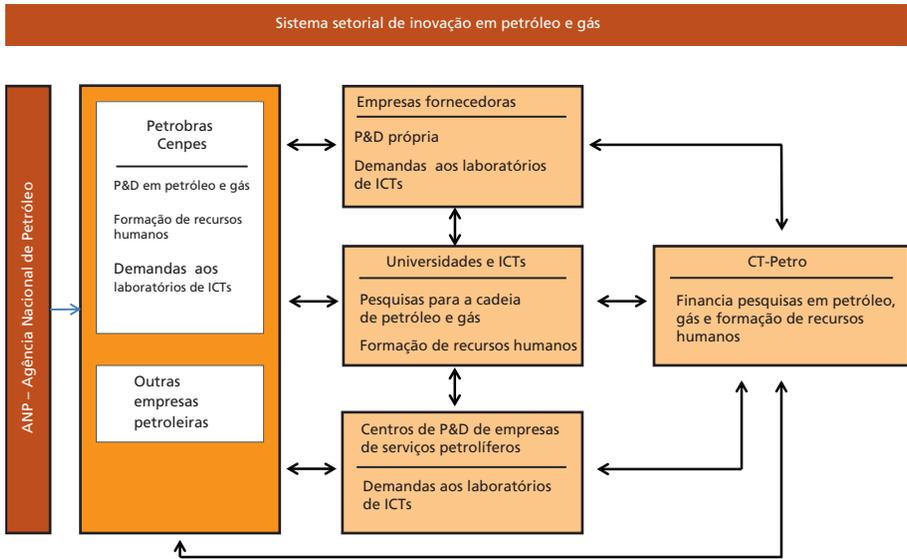 Sistema setorial de inovação em petróleo e gás
ANP – Agência Nacional de Petróleo
Petrobras
Cenpes
P&D em petróleo e gás
Formação de recursos
humanos
Demandas aos
laboratórios de ICTs
Outras
empresas
petroleiras
Empresas fornecedoras
P&D própria
Demandas aos laboratórios
de ICTs
Universidades e ICTs
Pesquisas para a cadeia
de petróleo e gás
Formação de recursos humanos
Centros de P&D de empresas
de serviços petrolíferos
Demandas aos laboratórios
de ICTs
CT-Petro
Financia pesquisas em petróleo,
gás e formação de recursos
humanos